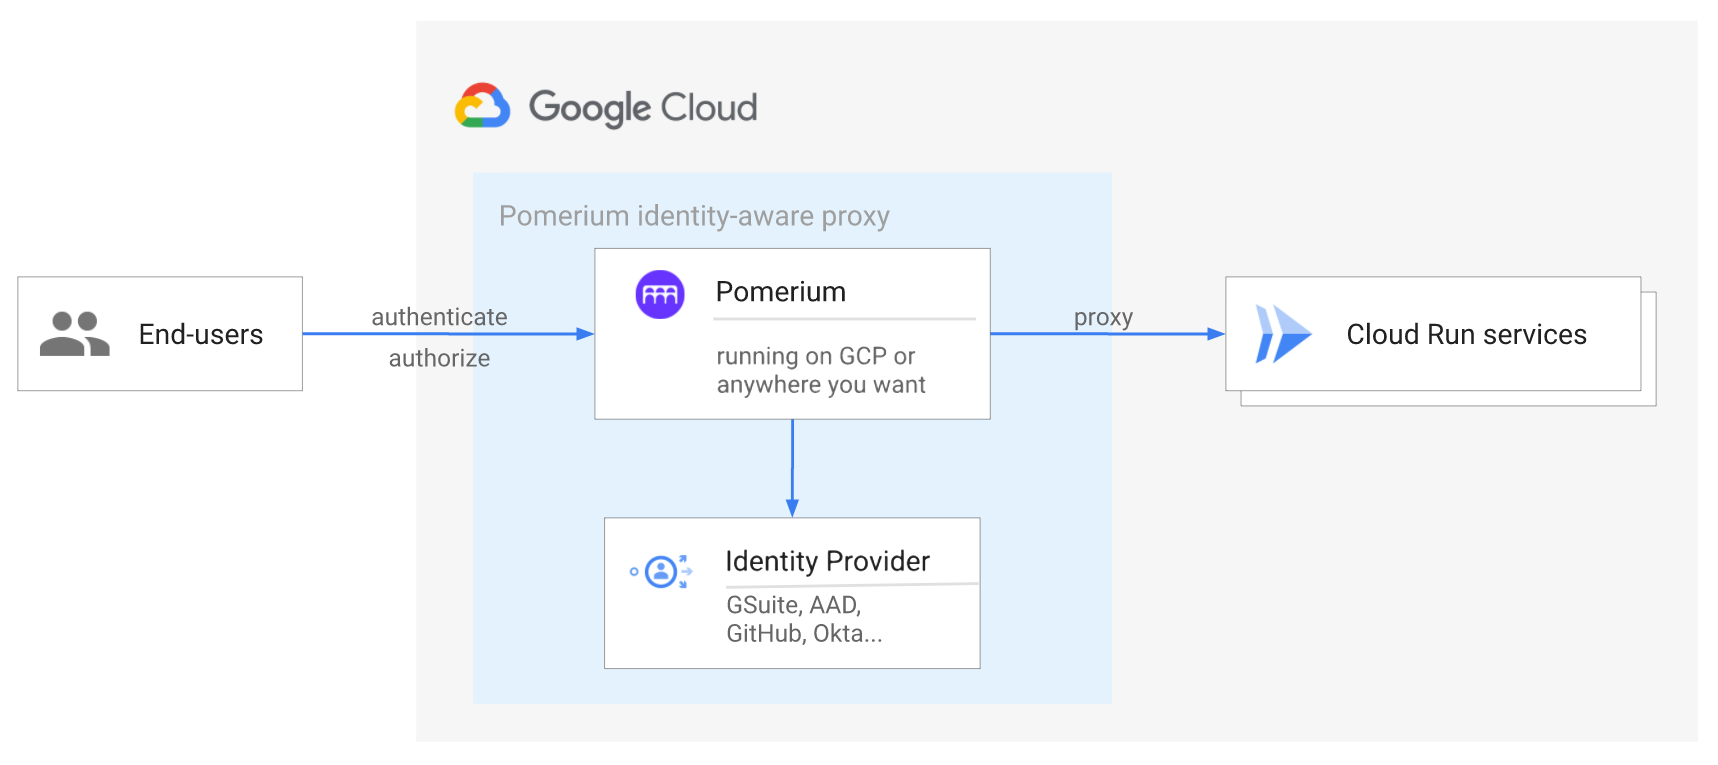 Google Cloud
Pomerium identity-aware proxy
End-users
authenticate
authorize
Pomerium
running on GCP or
anywhere you want
proxy
Cloud Run services
Identity Provider
GSuite, AAD,
GitHub, Okta...